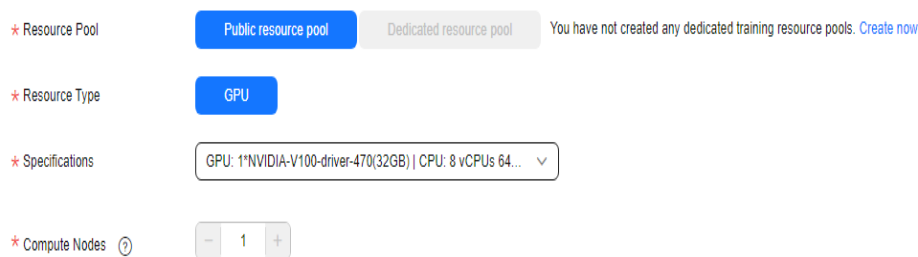 * Resource Pool Public resource pool Dedicated resource pool You have not created any dedicated training resource pools. Create now
* Resource Type GPU
* Specifications GPU: 1*NVIDIA-V100-driver-470(32GB) | CPU: 8 vCPUs 64...
* Compute Nodes ? − 1 +